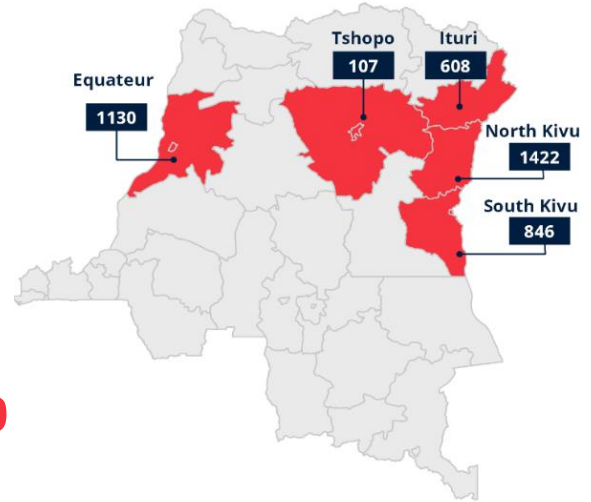 Tshopo
107
Ituri
608
Equateur
1130
North Kivu
1422
South Kivu
846